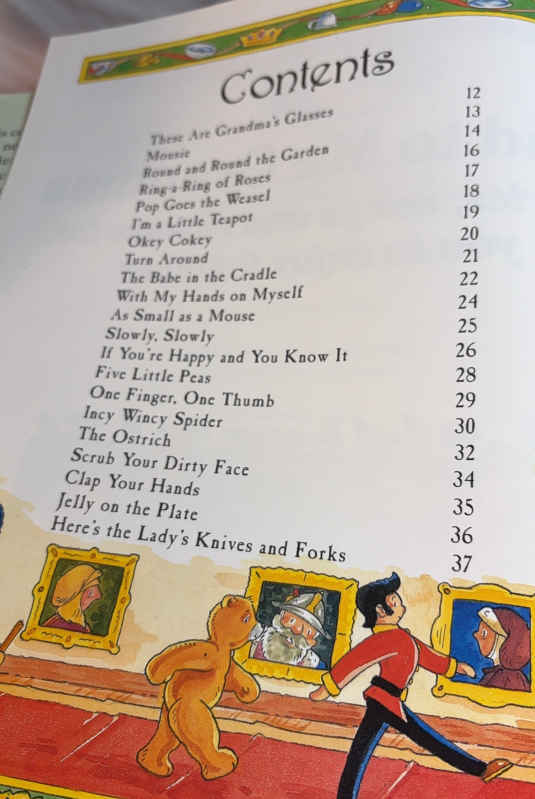 Contents
These Are Grandma's Glasses 12
Mousie 13
Round and Round the Garden 14
Ring-a-Ring of Roses 16
Pop Goes the Weasel 17
I'm a Little Teapot 18
Okey Cokey 19
Turn Around 20
The Babe in the Cradle 21
With My Hands on Myself 22
As Small as a Mouse 24
Slowly, Slowly 25
If You're Happy and You Know It 26
Five Little Peas 28
One Finger, One Thumb 29
Incy Wincy Spider 30
The Ostrich 32
Scrub Your Dirty Face 34
Clap Your Hands 35
Jelly on the Plate 36
Here's the Lady's Knives and Forks 37